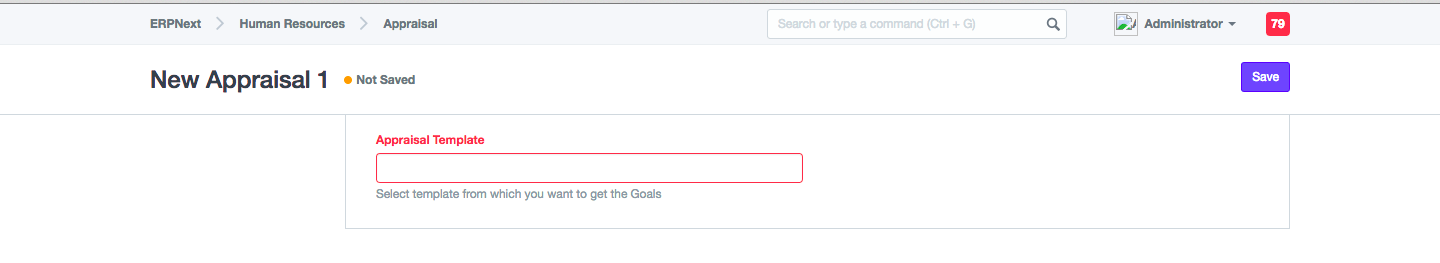 ERPNext Human Resources Appraisal Search or type a command (Ctrl + G) Administrator 79
New Appraisal 1 Not Saved Save
Appraisal Template
Select template from which you want to get the Goals